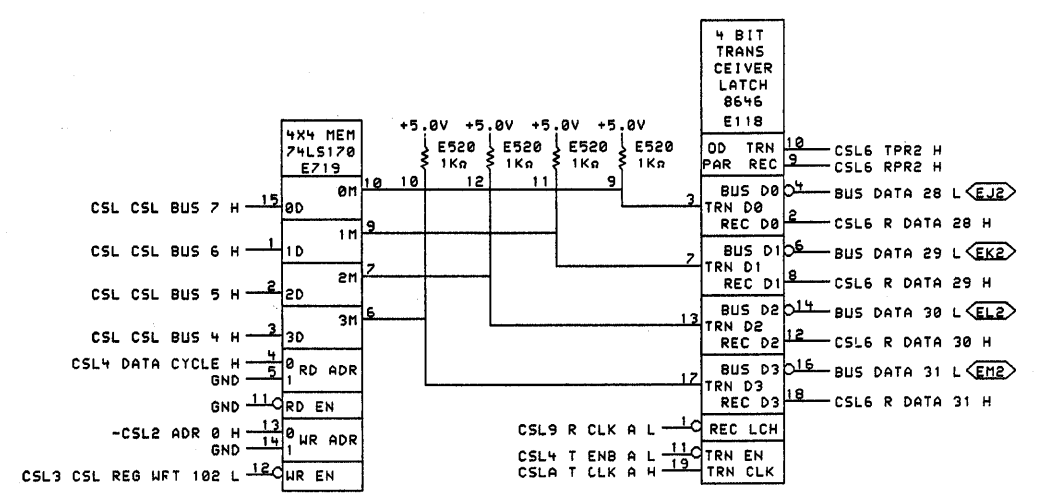 4 BIT
TRANS
CEIVER
LATCH
8646
E118
+5.0V +5.0V +5.0V +5.0V
4X4 MEM
74LS170
E719
E520 E520 E520 E520
1KΩ 1KΩ 1KΩ 1KΩ
OD TRN 10 CSL6 TPR2 H
PAR REC 9 CSL6 RPR2 H
0M 10 10 12 11 9
BUS D0 4 BUS DATA 28 L EJ2
CSL CSL BUS 7 H 15 0D
3 TRN D0
REC D0 2 CSL6 R DATA 28 H
1M 9
CSL CSL BUS 6 H 1 1D
BUS D1 6 BUS DATA 29 L EK2
7 TRN D1
REC D1 8 CSL6 R DATA 29 H
2M 7
CSL CSL BUS 5 H 2 2D
BUS D2 14 BUS DATA 30 L EL2
3M 6
13 TRN D2
CSL CSL BUS 4 H 3 3D
REC D2 12 CSL6 R DATA 30 H
CSL4 DATA CYCLE H 4 0 RD ADR
GND 5 1
BUS D3 16 BUS DATA 31 L EM2
17 TRN D3
REC D3 18 CSL6 R DATA 31 H
GND 11 RD EN
-CSL2 ADR 0 H 13 0 WR ADR
GND 14 1
CSL9 R CLK A L 1 REC LCH
CSL4 T ENB A L 11 TRN EN
CSLA T CLK A H 19 TRN CLK
CSL3 CSL REG WFT 102 L 12 WR EN